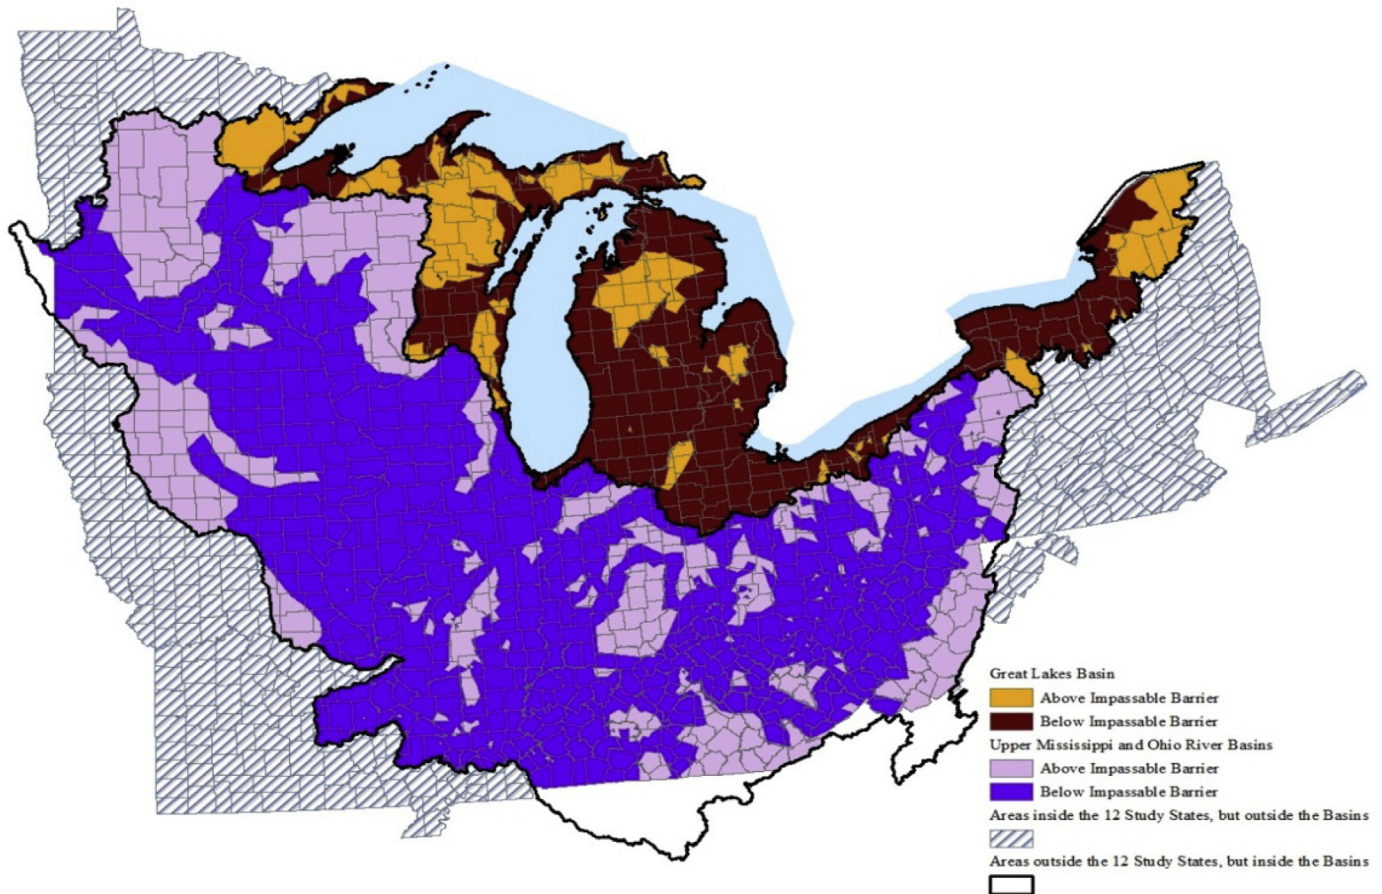 Great Lakes Basin
Above Impassable Barrier
Below Impassable Barrier
Upper Mississippi and Ohio River Basins
Above Impassable Barrier
Below Impassable Barrier
Areas inside the 12 Study States, but outside the Basins
Areas outside the 12 Study States, but inside the Basins